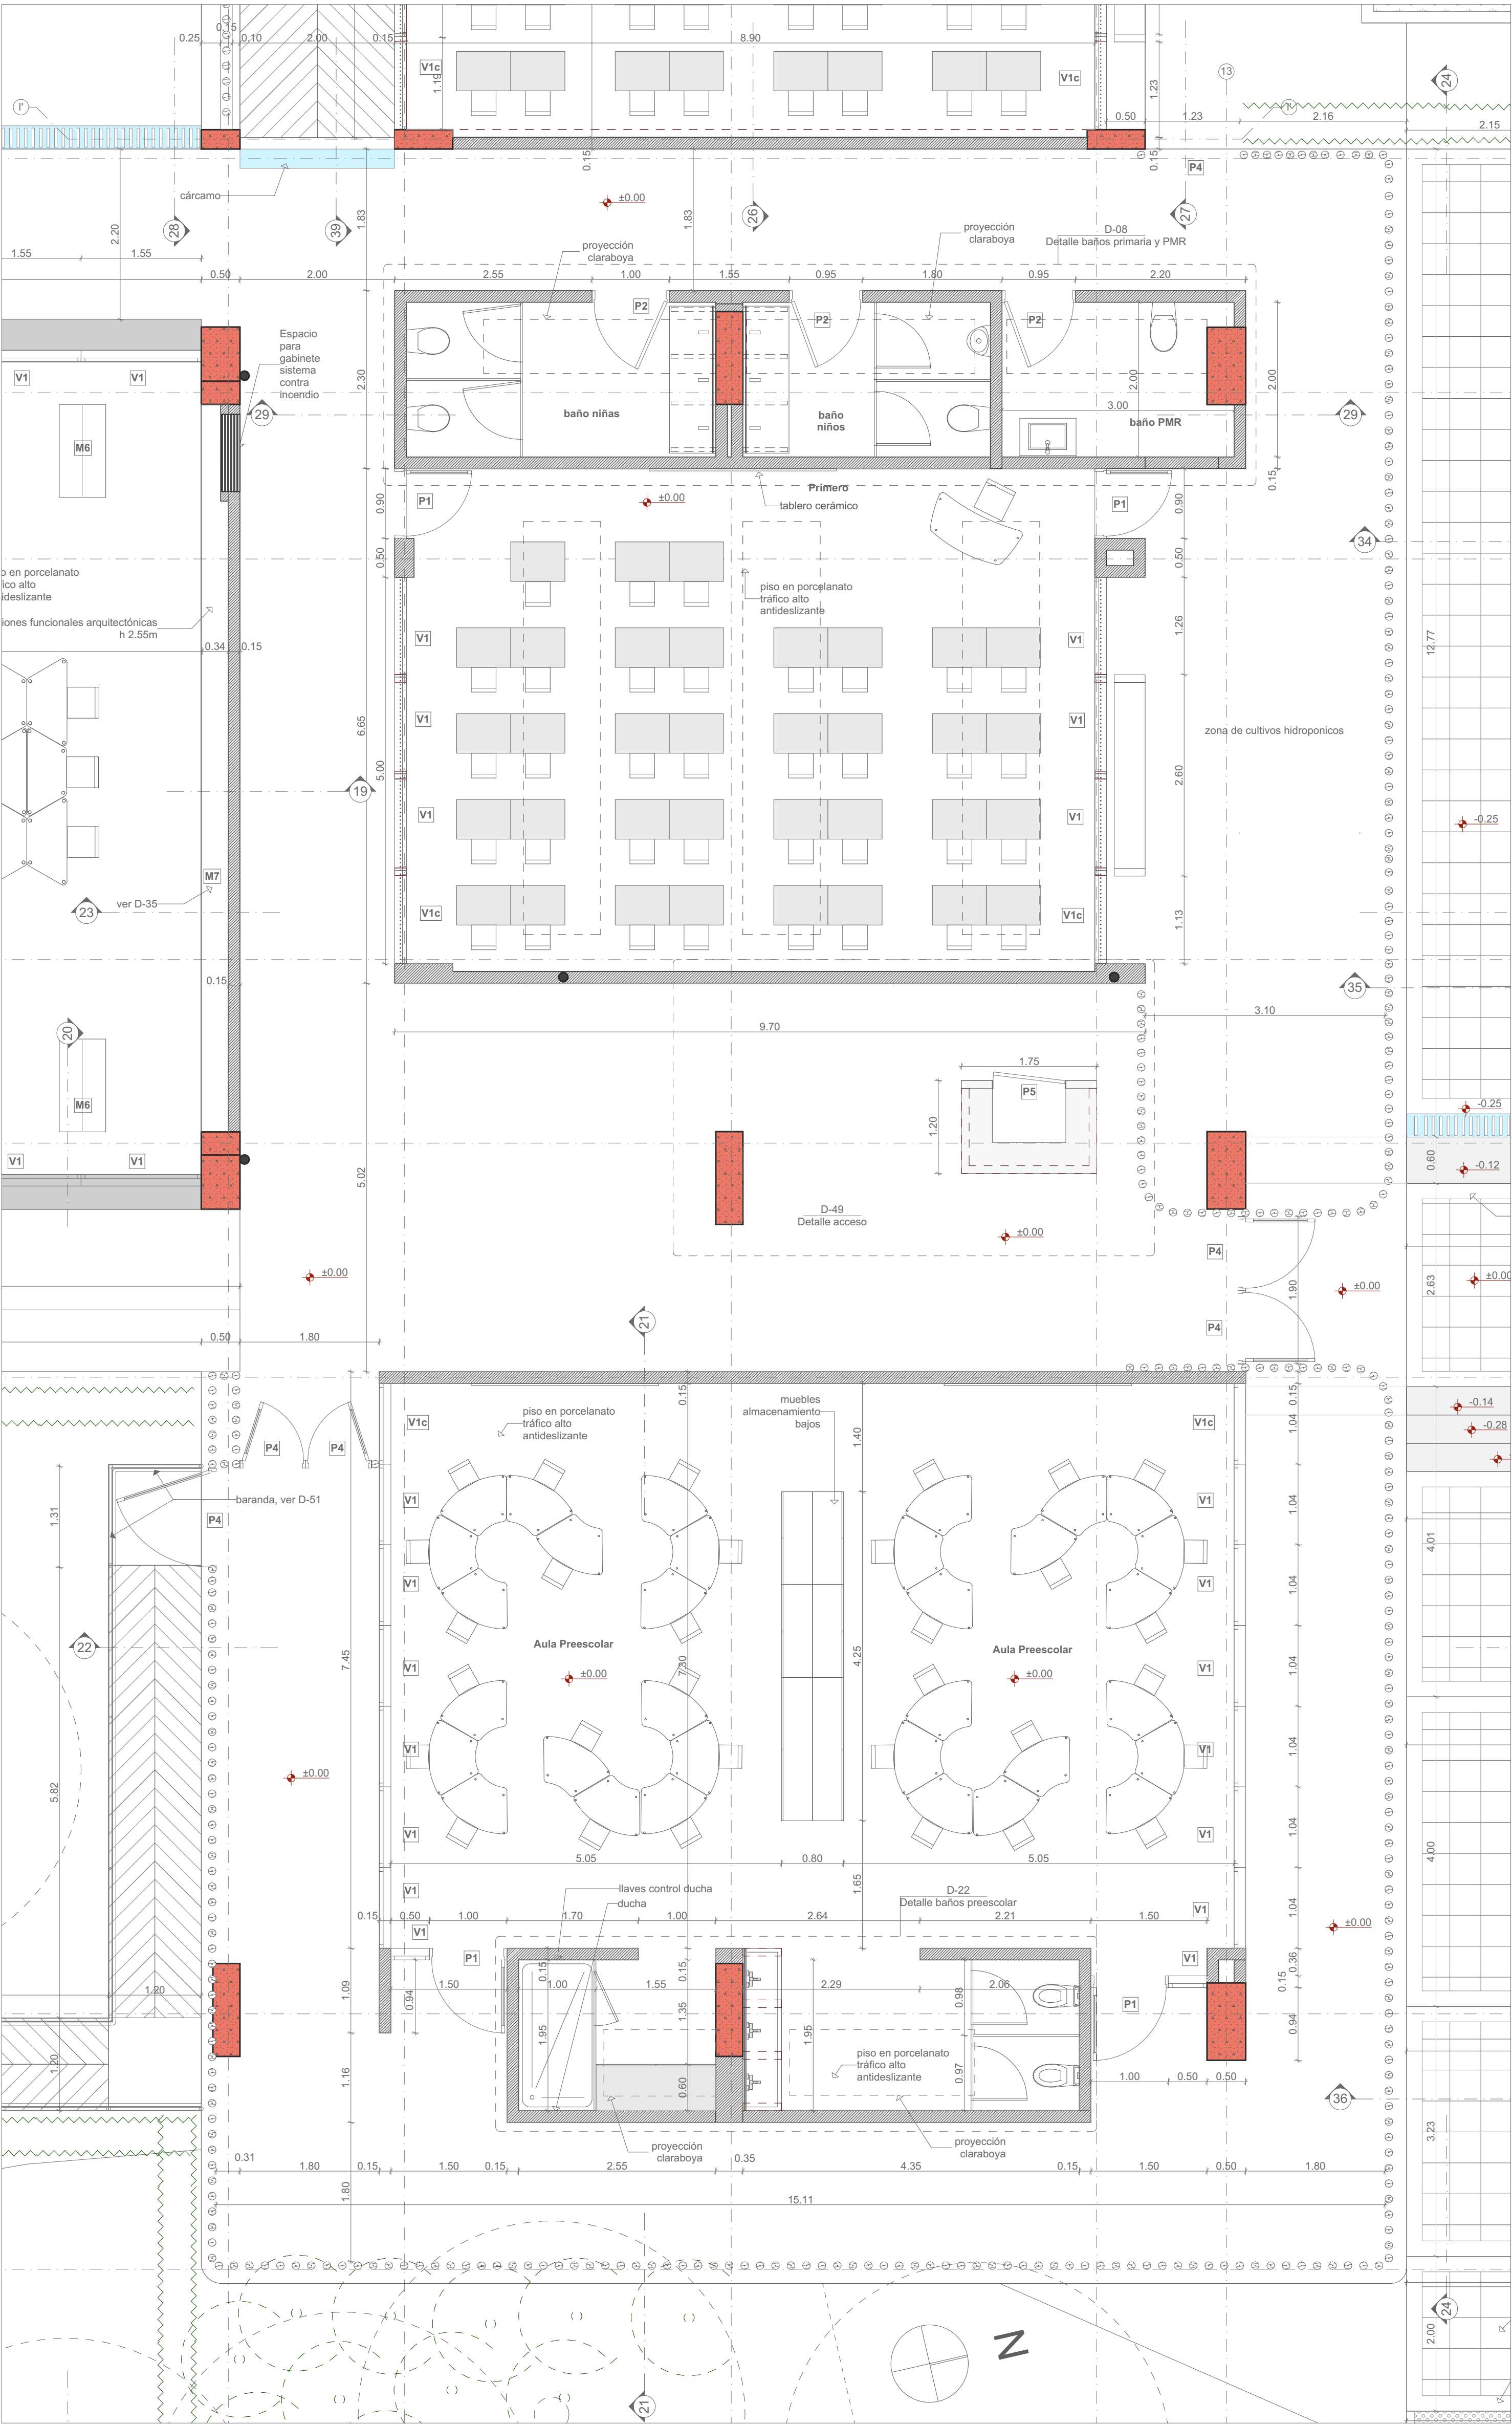 0.25
0.15
0.10
2.00
0.15
8.90
V1c
1.19
V1c
1.23
13
24
I'
0.50
1.23
2.16
2.15
0.15
0.15
P4
cárcamo
±0.00
28
39
26
27
2.20
1.83
1.83
1.55
1.55
proyección
claraboya
proyección
claraboya
D-08
Detalle baños primaria y PMR
0.50
2.00
2.55
1.00
1.55
0.95
1.80
0.95
2.20
P2
P2
P2
Espacio
para
gabinete
sistema
contra
incendio
V1
V1
2.30
2.00
2.00
29
3.00
29
M6
baño niñas
baño
niños
baño PMR
0.15
P1
±0.00
Primero
tablero cerámico
P1
0.90
0.90
0.50
0.50
34
o en porcelanato
ico alto
ideslizante
piso en porcelanato
tráfico alto
antideslizante
iones funcionales arquitectónicas
h 2.55m
0.34
0.15
V1
V1
1.26
12.77
6.65
V1
V1
zona de cultivos hidroponicos
5.00
2.60
19
V1
V1
-0.25
M7
ver D-35
23
V1c
V1c
1.13
0.15
35
3.10
20
9.70
1.75
P5
M6
1.20
-0.25
V1
V1
0.60
-0.12
5.02
D-49
Detalle acceso
±0.00
P4
±0.00
1.90
±0.00
2.63
±0.00
0.50
1.80
21
P4
0.15
0.15
muebles
almacenamiento
bajos
piso en porcelanato
tráfico alto
antideslizante
V1c
V1c
1.04
-0.14
-0.28
P4
P4
1.40
baranda, ver D-51
V1
V1
1.04
1.31
P4
4.01
V1
V1
1.04
22
Aula Preescolar
Aula Preescolar
7.45
7.30
4.25
V1
±0.00
±0.00
V1
1.04
V1
V1
1.04
±0.00
5.82
V1
V1
1.04
4.00
5.05
0.80
5.05
V1
llaves control ducha
ducha
1.65
D-22
Detalle baños preescolar
V1
1.04
0.15
0.50
1.00
1.70
1.00
2.64
2.21
1.50
±0.00
V1
P1
V1
0.36
0.15
0.15
0.15
1.20
1.50
1.00
1.55
2.29
2.06
1.09
0.94
1.35
0.98
P1
0.94
1.95
1.95
piso en porcelanato
tráfico alto
antideslizante
1.20
1.16
0.60
0.97
1.00
0.50
0.50
36
proyección
claraboya
proyección
claraboya
3.23
0.31
1.80
0.15
1.50
0.15
2.55
0.35
4.35
0.15
1.50
0.50
1.80
1.80
15.11
24
2.00
N
21